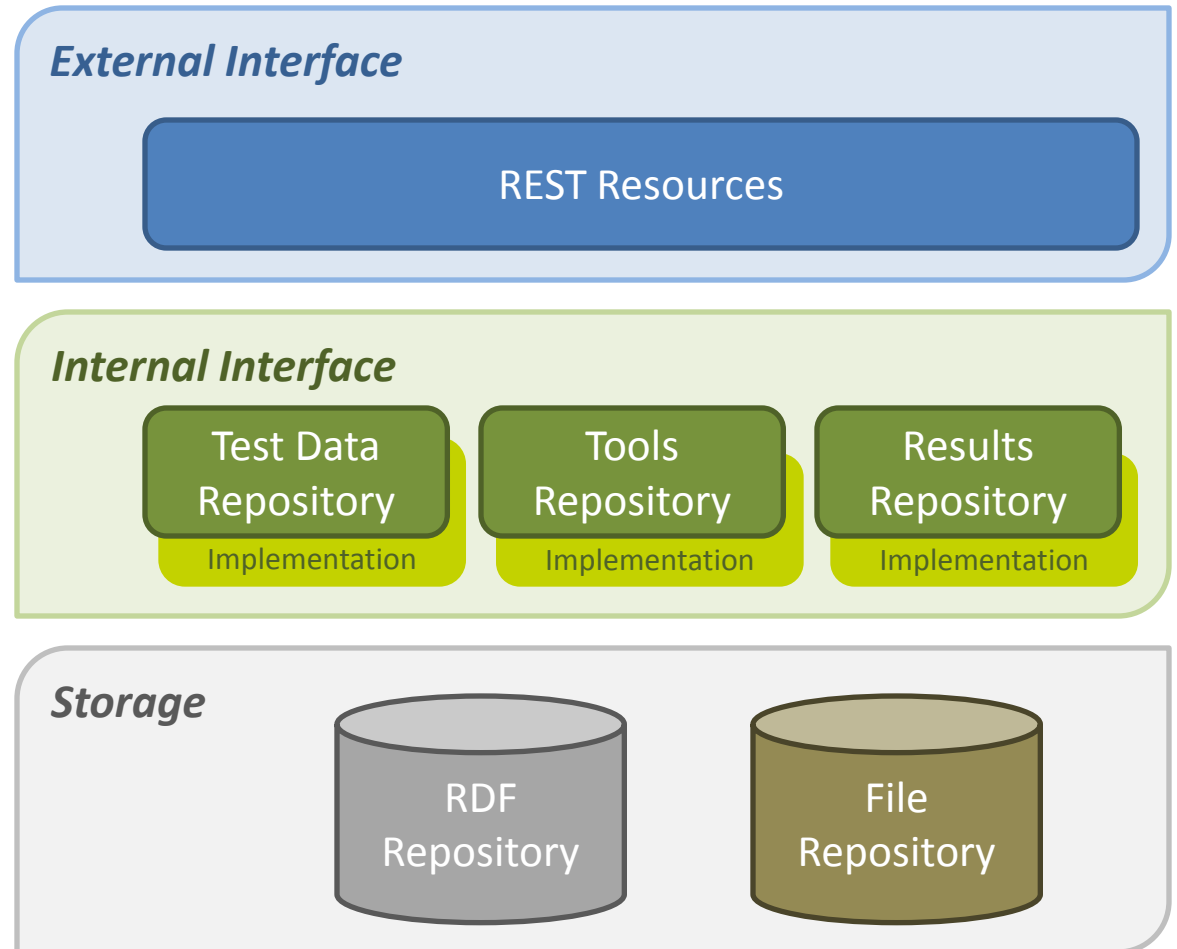 External Interface
REST Resources
Internal Interface
Test Data
Repository
Implementation
Tools
Repository
Implementation
Results
Repository
Implementation
Storage
RDF
Repository
File
Repository